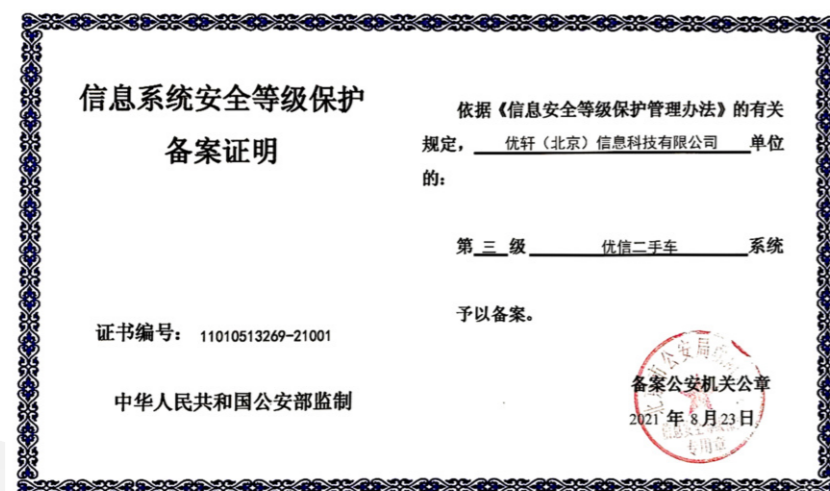 信息系统安全等级保护
备案证明
证书编号： 11010513269-21001
中华人民共和国公安部监制
依据《信息安全等级保护管理办法》的有关
规定， 优轩（北京）信息科技有限公司 单位
的：
第 三 级 优信二手车 系统
予以备案。
备案公安机关公章
2021 年 8月23日
专用章